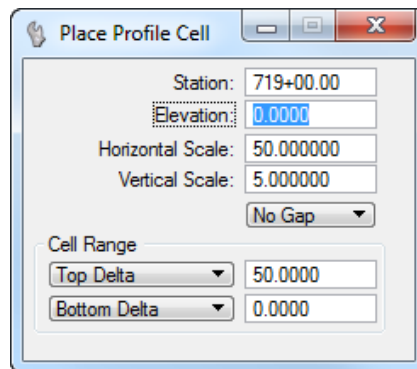 Place Profile Cell
Station: 719+00.00
Elevation: 0.0000
Horizontal Scale: 50.000000
Vertical Scale: 5.000000
No Gap
Cell Range
Top Delta 50.0000
Bottom Delta 0.0000